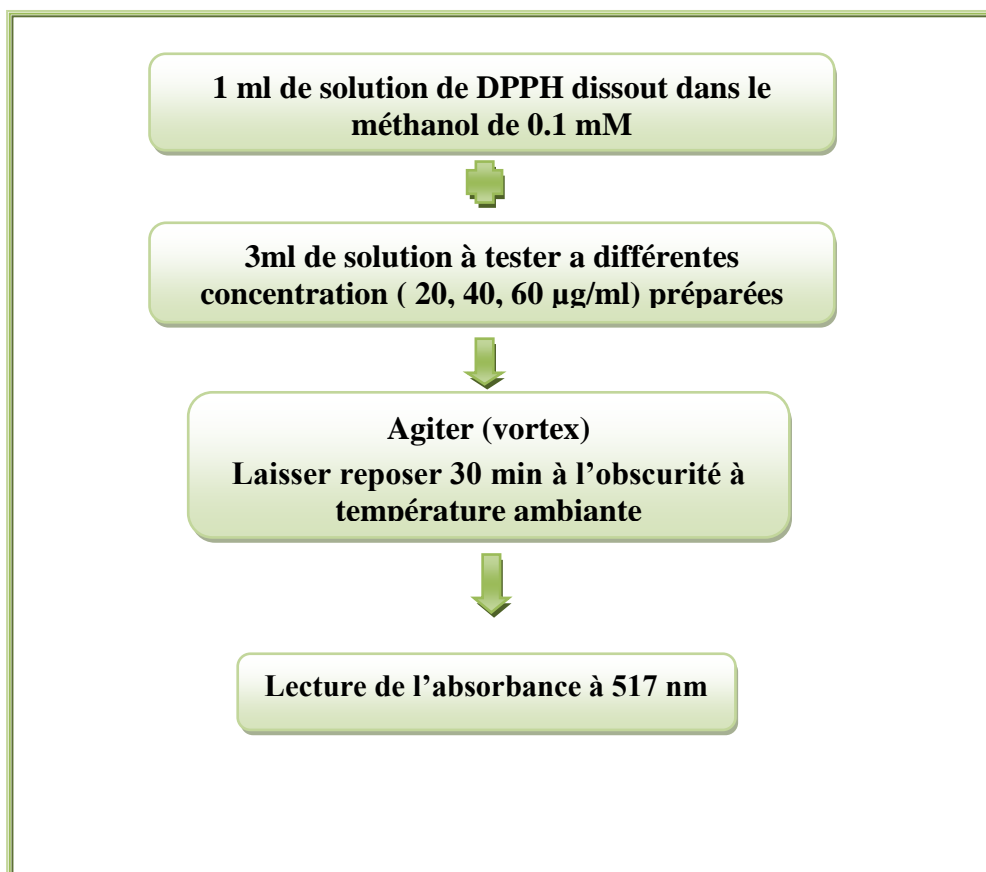 1 ml de solution de DPPH dissout dans le
méthanol de 0.1 mM
3ml de solution à tester a différentes
concentration ( 20, 40, 60 µg/ml) préparées
Agiter (vortex)
Laisser reposer 30 min à l’obscurité à
température ambiante
Lecture de l’absorbance à 517 nm